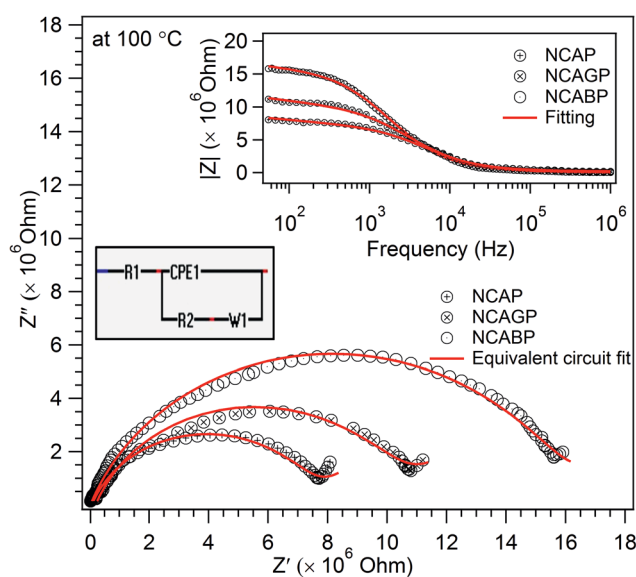 at 100 °C
18
16
14
12
10
8
6
4
2
Z″ (× 10⁶Ohm)
0
2
4
6
8
10
12
14
16
18
Z′ (× 10⁶ Ohm)
20
15
10
5
0
|Z| (× 10⁶Ohm)
10²
10³
10⁴
10⁵
10⁶
Frequency (Hz)
NCAP
NCAGP
NCABP
Fitting
R1
CPE1
R2
W1
NCAP
NCAGP
NCABP
Equivalent circuit fit